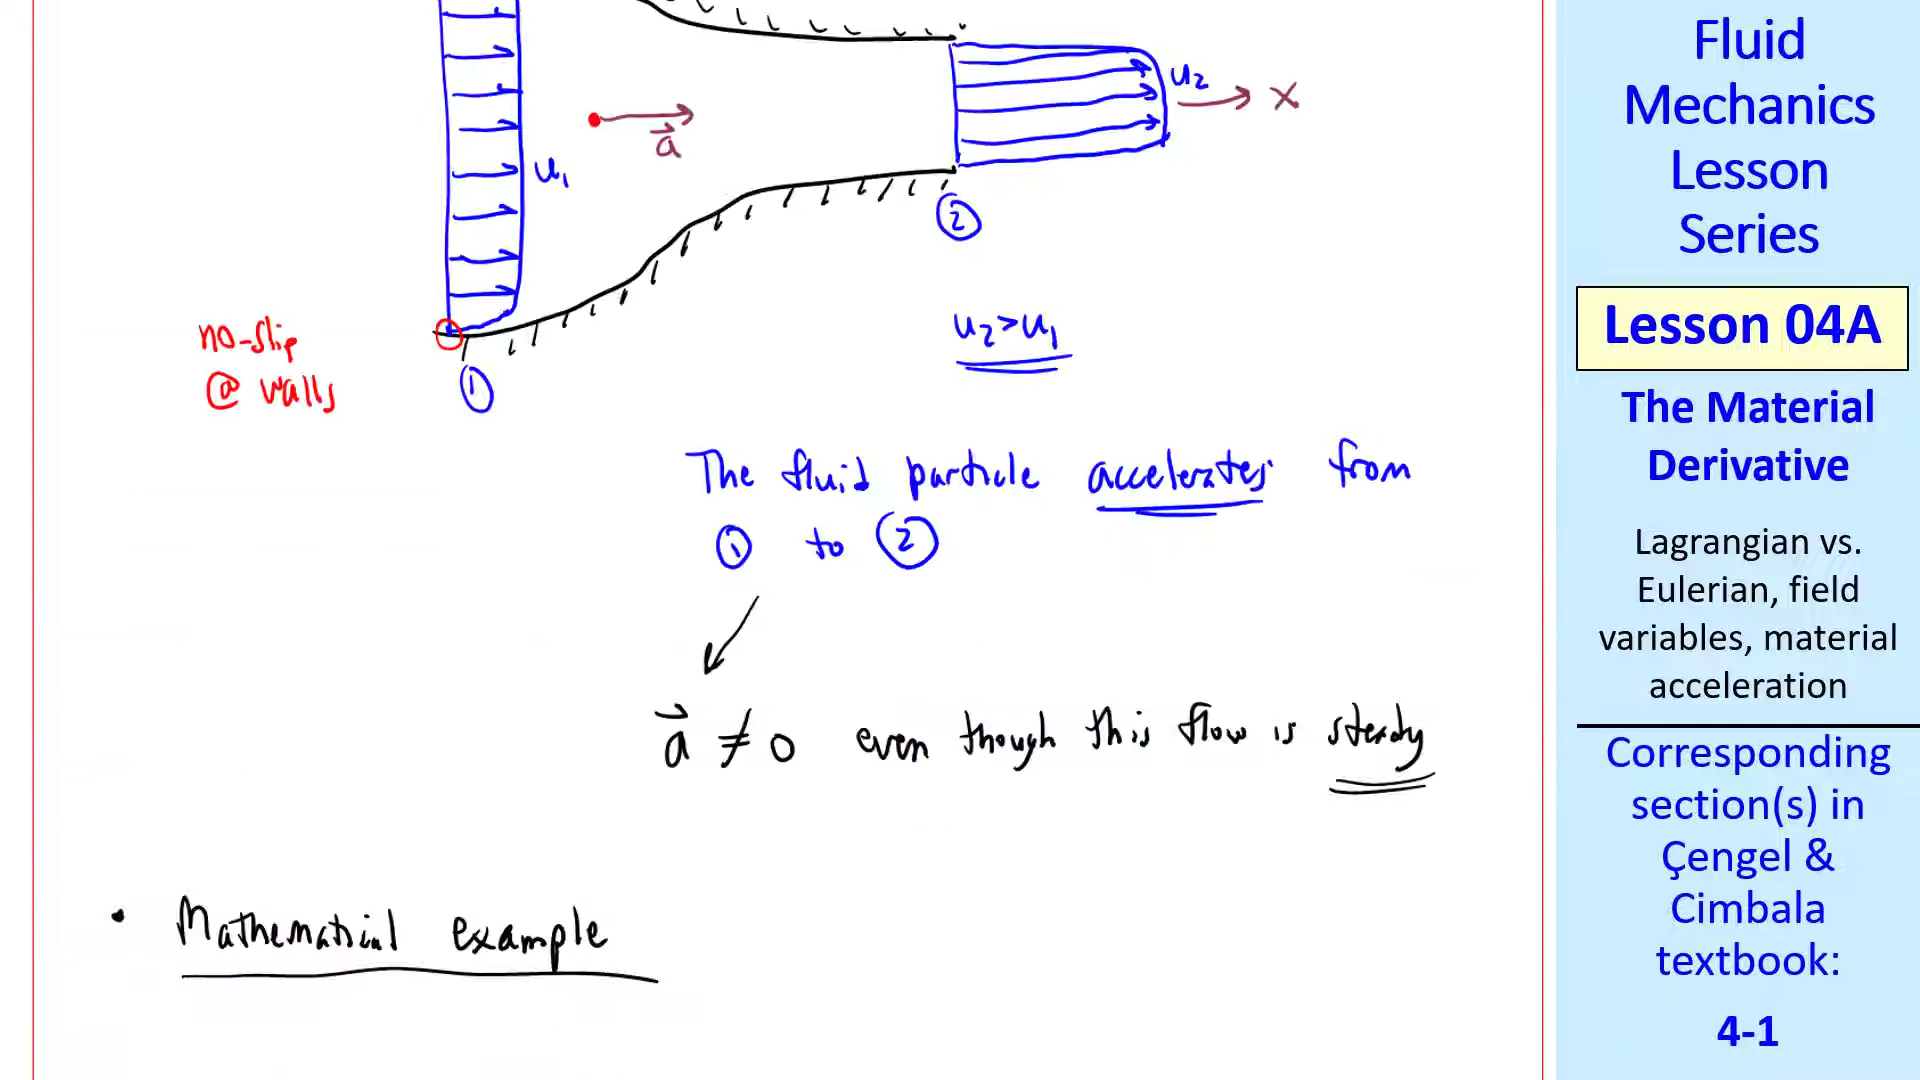 u₂
x
a⃗
u₁
②
no-slip
@ walls
①
u₂>u₁
The fluid particle accelerates from
① to ②
a⃗ ≠ 0 even though this flow is steady
• Mathematical example
Fluid
Mechanics
Lesson
Series
Lesson 04A
The Material
Derivative
Lagrangian vs.
Eulerian, field
variables, material
acceleration
Corresponding
section(s) in
Çengel &
Cimbala
textbook:
4-1